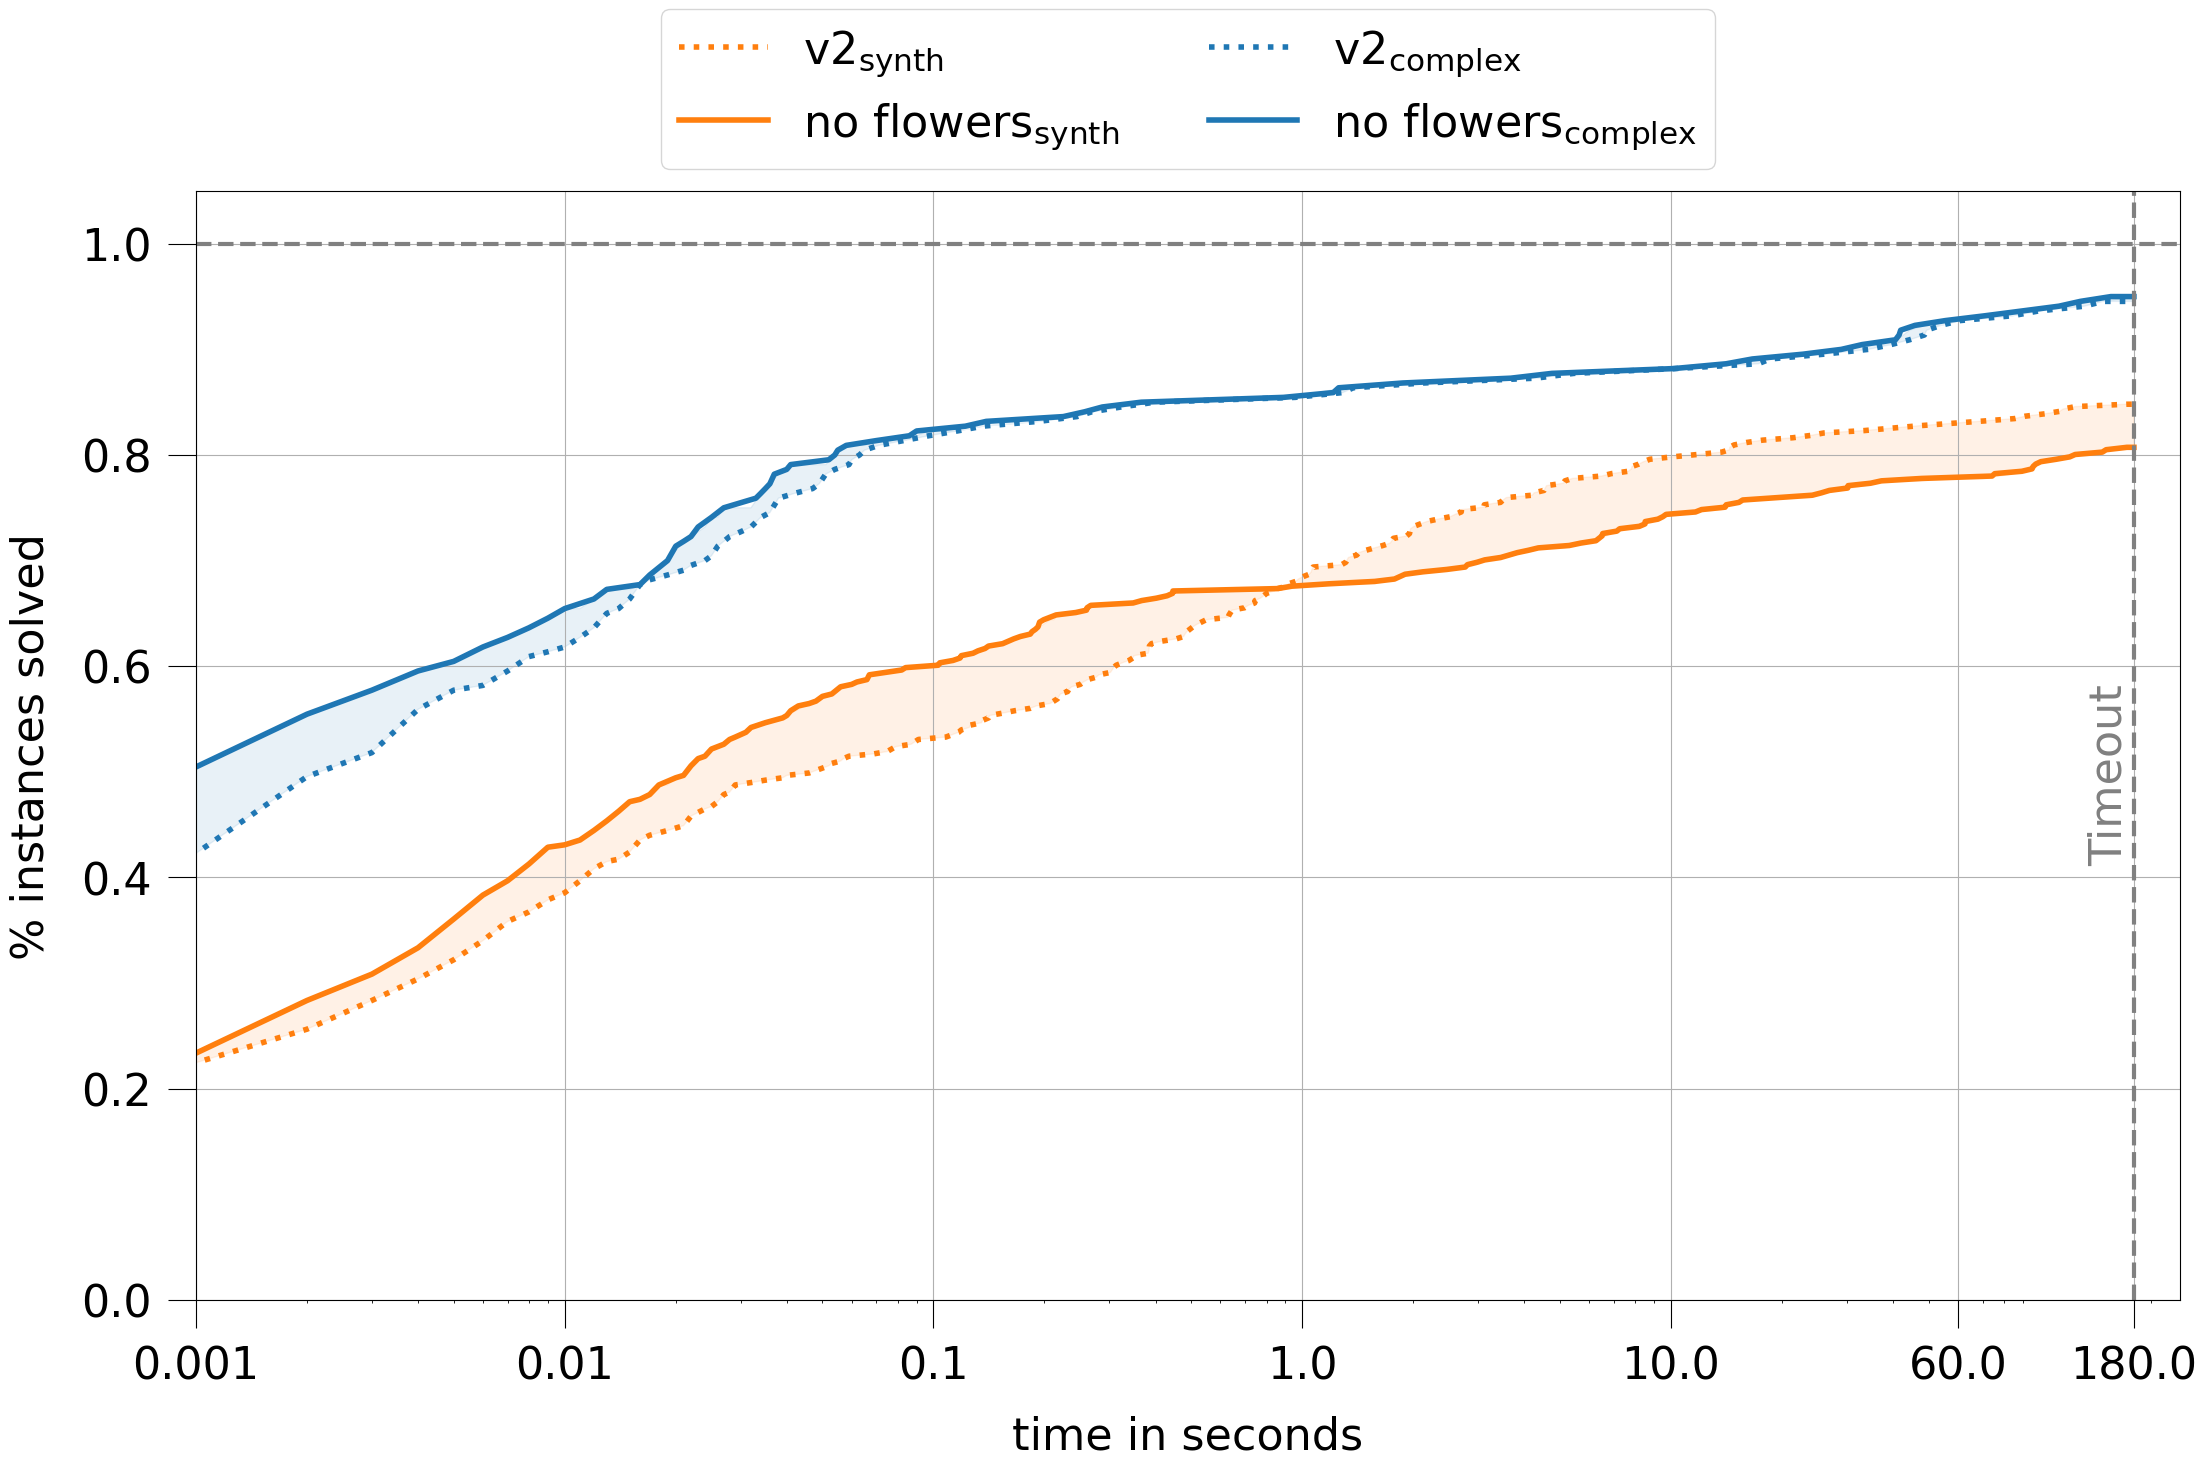 v2synth
no flowerssynth
v2complex
no flowerscomplex
% instances solved
1.0
0.8
0.6
0.4
0.2
0.0
Timeout
0.001 0.01 0.1 1.0 10.0 60.0 180.0
time in seconds